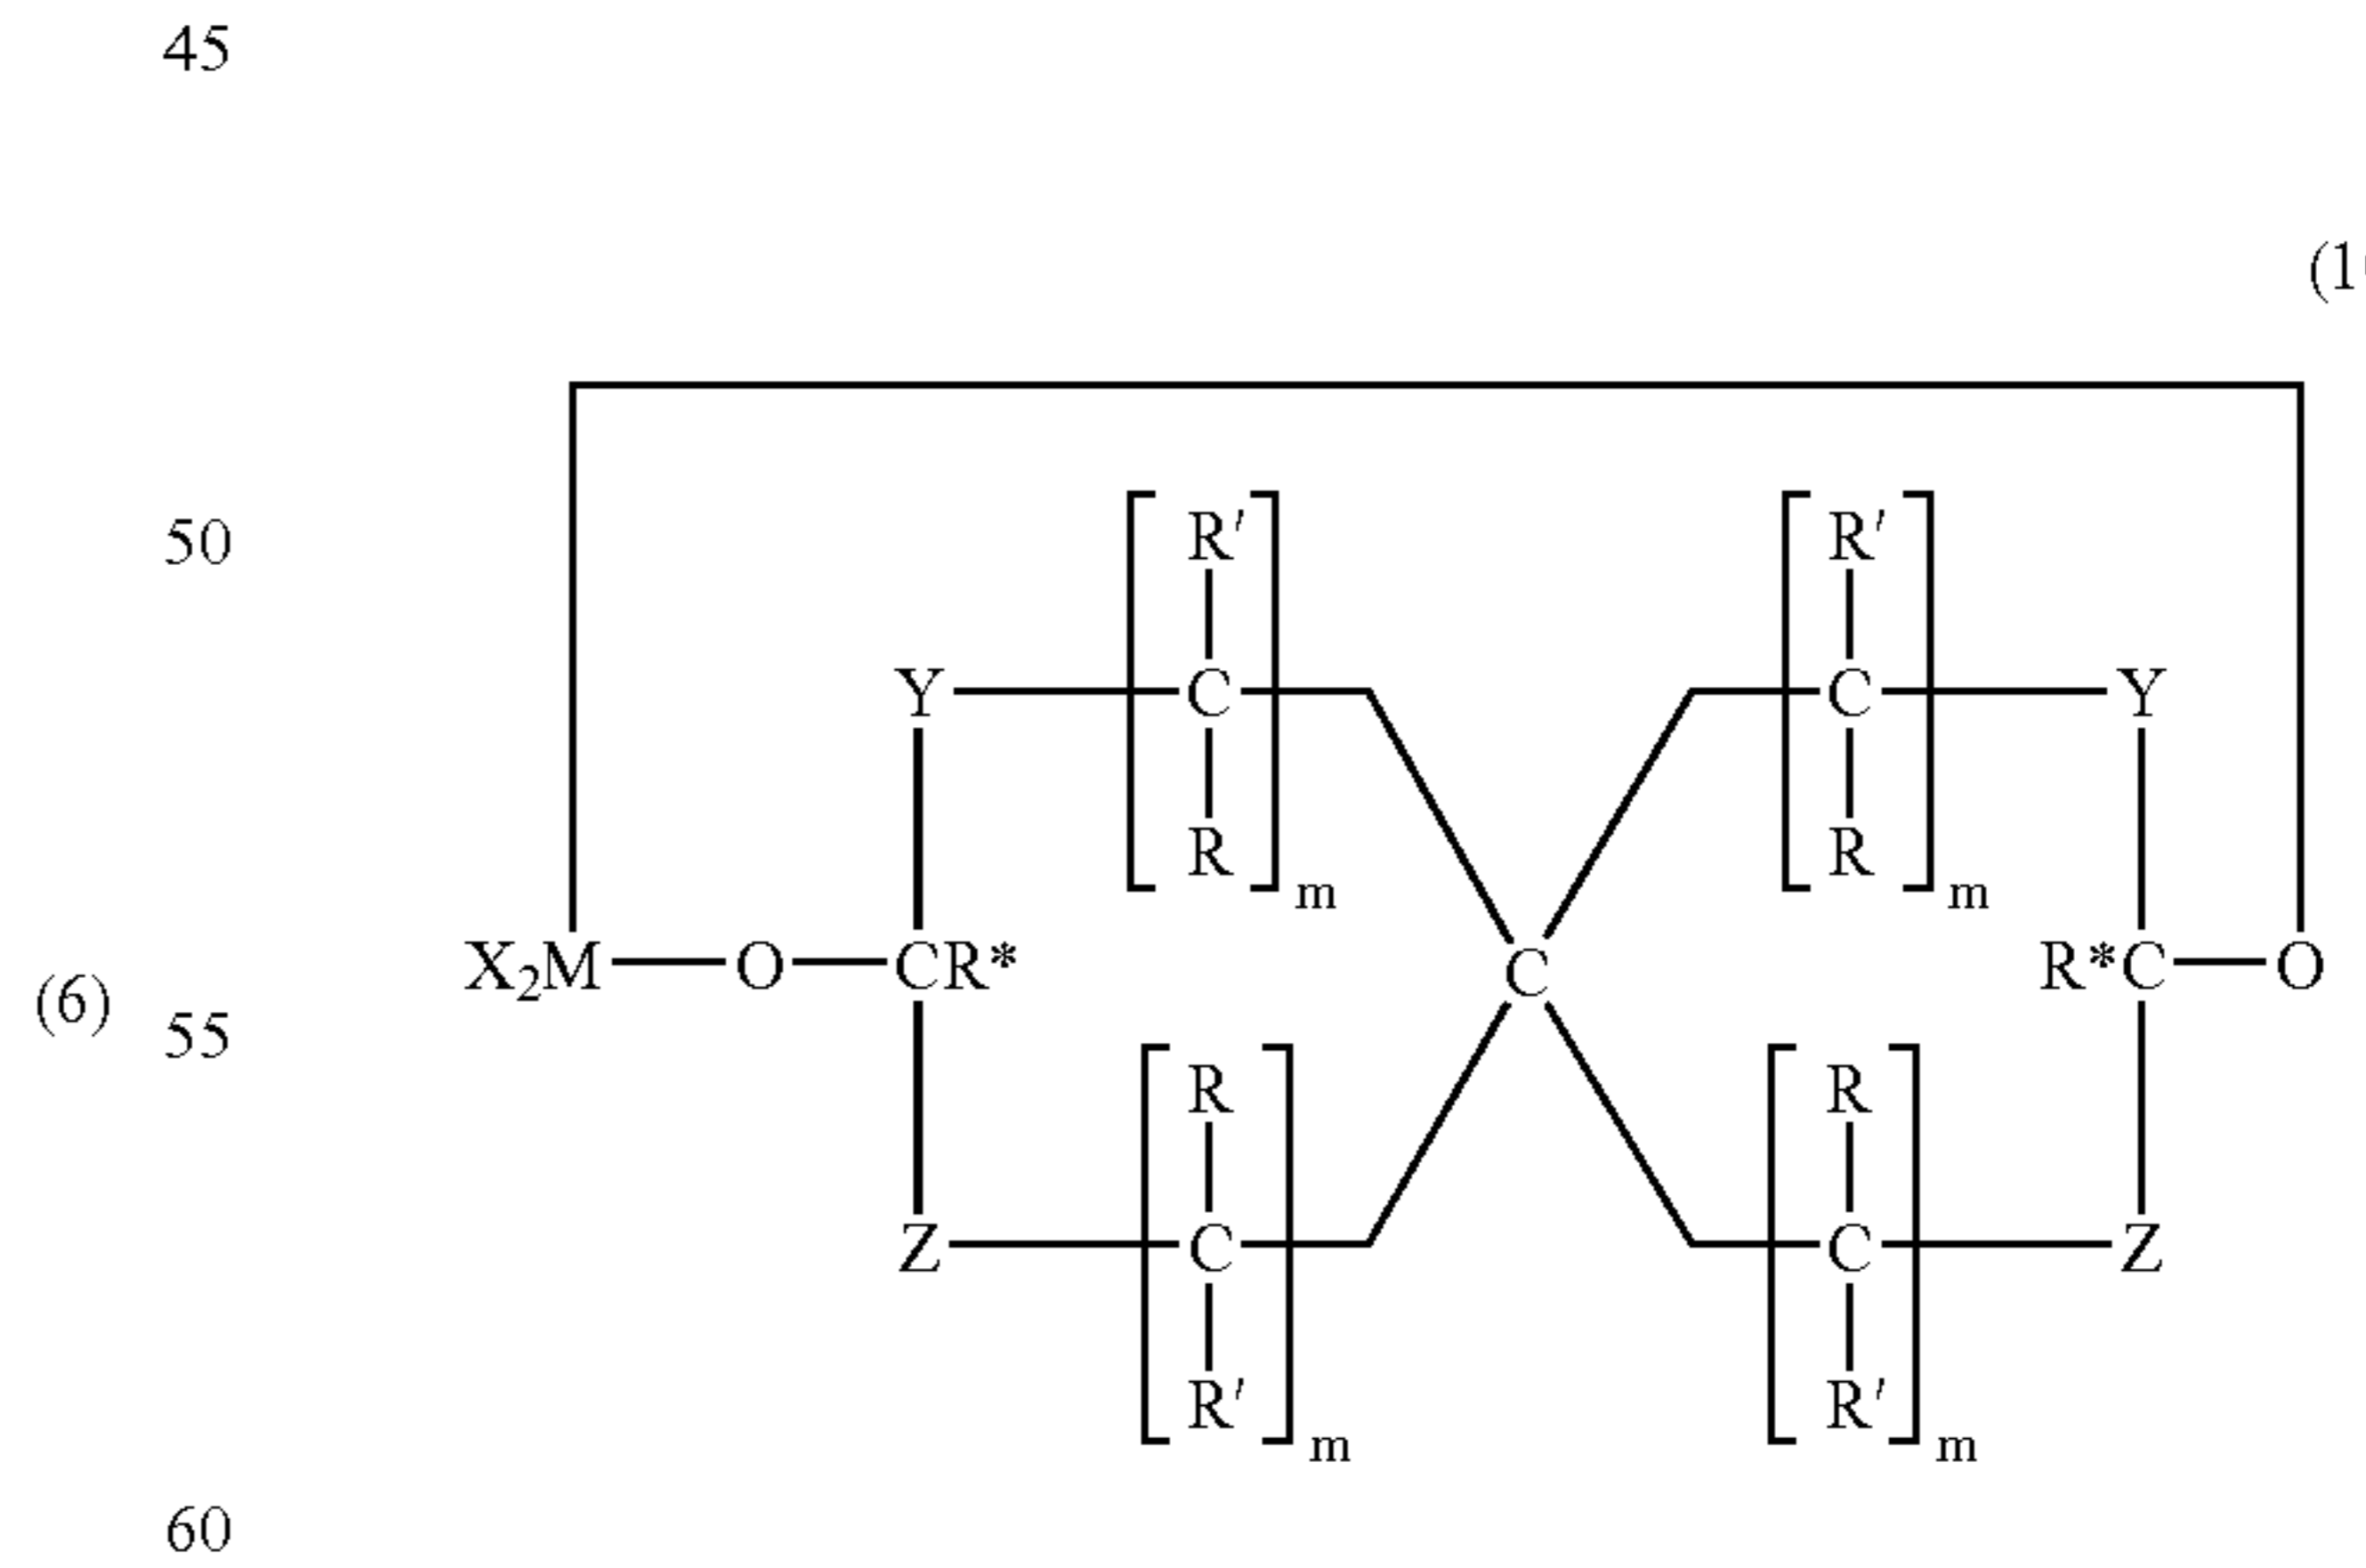 45
(1
50
R' R'
Y C C Y
R m R m
X₂M O CR* C R*C O
(6) 55
R R
Z C C Z
R' m R' m
60